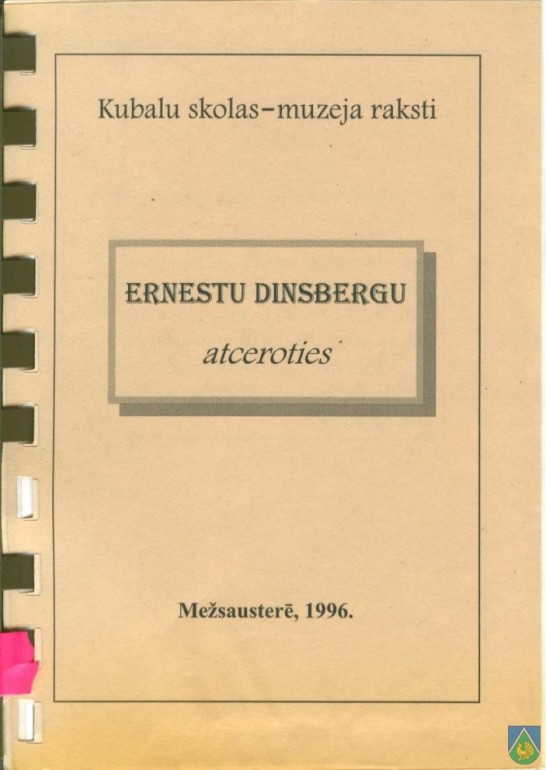 Kubalu skolas-muzeja raksti
ERNESTU DINSBERGU
atceroties
Mežsausterē, 1996.